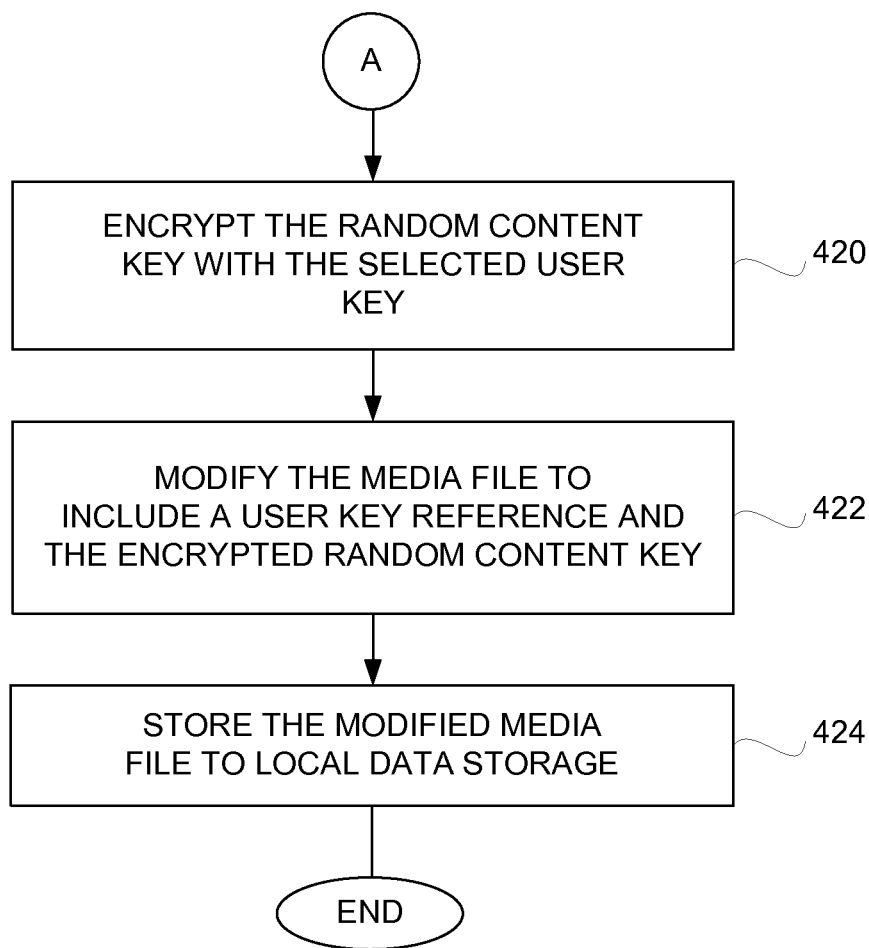 A
ENCRYPT THE RANDOM CONTENT
KEY WITH THE SELECTED USER
KEY
420
MODIFY THE MEDIA FILE TO
INCLUDE A USER KEY REFERENCE AND
THE ENCRYPTED RANDOM CONTENT KEY
422
STORE THE MODIFIED MEDIA
FILE TO LOCAL DATA STORAGE
424
END